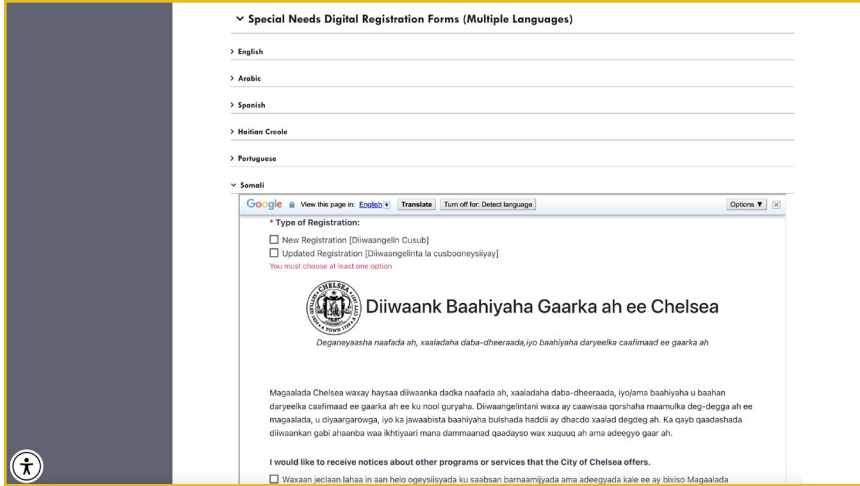 Special Needs Digital Registration Forms (Multiple Languages)
English
Arabic
Spanish
Haitian Creole
Portuguese
Somali
Google View this page in: English Translate Turn off for: Detect language Options ▼
* Type of Registration:
New Registration [Diiwaangelin Cusub]
Updated Registration [Diiwaangelinta la cusbooneysiiyay]
You must choose at least one option
CHELSEA
Diiwaank Baahiyaha Gaarka ah ee Chelsea
Deganeyaasha naafada ah, xaaladaha daba-dheeraada,iyo baahiyaha daryeelka caafimaad ee gaarka ah
Magaalada Chelsea waxay haysaa diiwaanka dadka naafada ah, xaaladaha daba-dheeraada, iyo/ama baahiyaha u baahan
daryeelka caafimaad ee gaarka ah ee ku nool guryaha. Diiwaangelintani waxa ay caawisaa qorshaha maamulka deg-degga ah ee
magaalada, u diyaargarowga, iyo ka jawaabista baahiyaha bulshada haddii ay dhacdo xaalad degdeg ah. Ka qayb qaadashada
diiwaankan gabi ahaanba waa ikhtiyaari mana dammaanad qaadayso wax xuquuq ah ama adeegyo gaar ah.
I would like to receive notices about other programs or services that the City of Chelsea offers.
Waxaan jeclaan lahaa in aan helo ogeysiisyada ku saabsan barnaamijyada ama adeegyada kale ee ay bixiso Magaalada